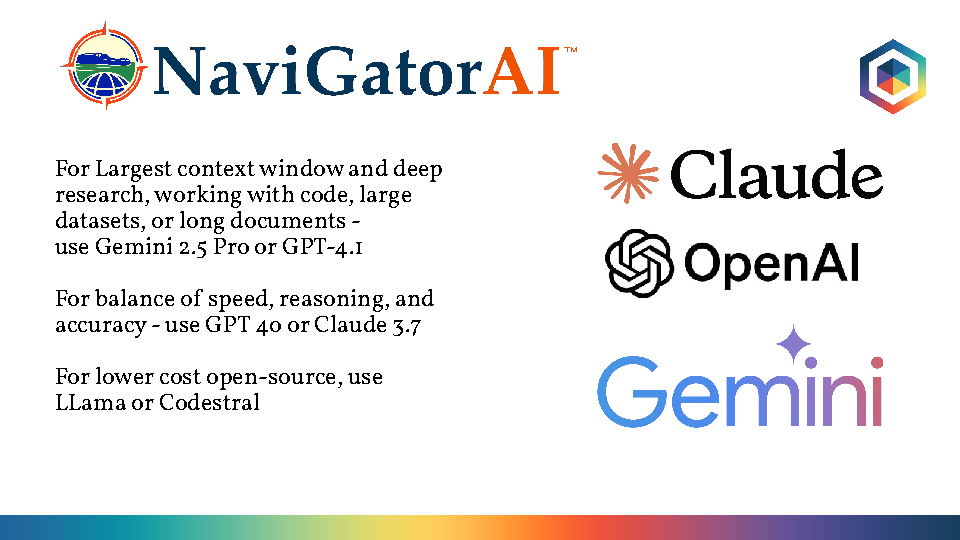 NaviGatorAI™
For Largest context window and deep
research, working with code, large
datasets, or long documents -
use Gemini 2.5 Pro or GPT-4.1
For balance of speed, reasoning, and
accuracy - use GPT 4o or Claude 3.7
For lower cost open-source, use
LLama or Codestral
Claude
OpenAI
Gemini